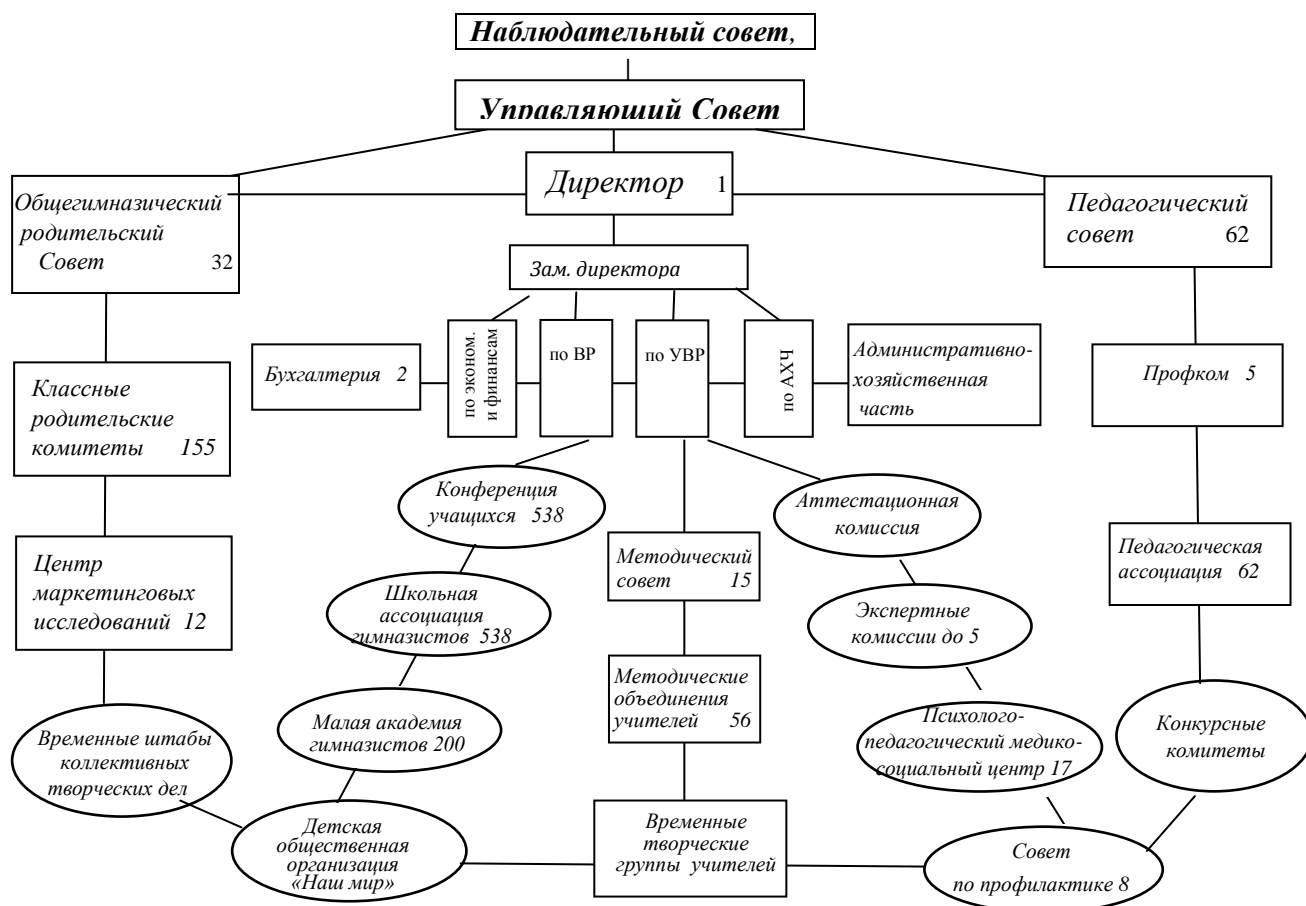 Наблюдательный совет,
Управляющий Совет
Директор 1
Общегимназический
родительский
Совет 32
Педагогический
совет 62
Зам. директора
Бухгалтерия 2
по эконом.
и финансам
по ВР
по УВР
по АХЧ
Административно-
хозяйственная
часть
Классные
родительские
комитеты 155
Профком 5
Конференция
учащихся 538
Аттестационная
комиссия
Центр
маркетинговых
исследований 12
Школьная
ассоциация
гимназистов 538
Методический
совет 15
Экспертные
комиссии до 5
Педагогическая
ассоциация 62
Временные штабы
коллективных
творческих дел
Малая академия
гимназистов 200
Методические
объединения
учителей 56
Психолого-
педагогический медико-
социальный центр 17
Конкурсные
комитеты
Детская
общественная
организация
«Наш мир»
Временные
творческие
группы учителей
Совет
по профилактике 8